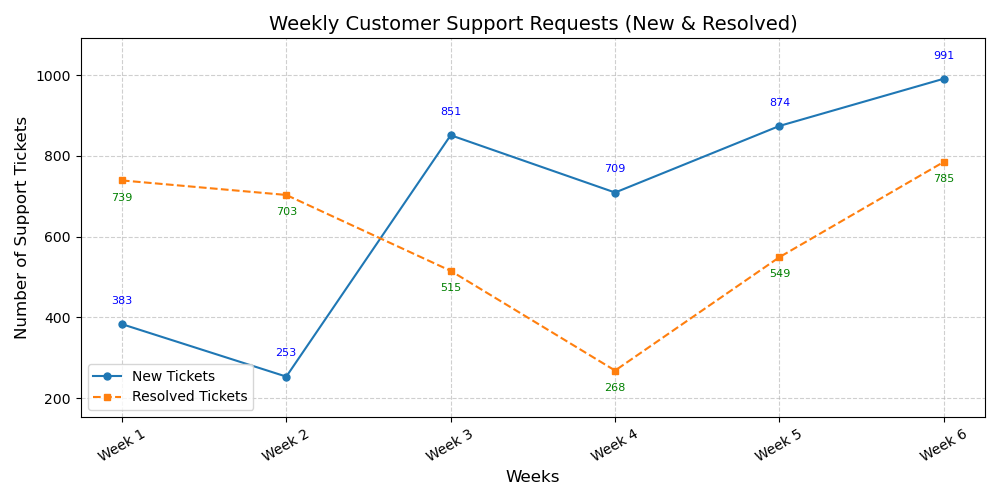 Weekly Customer Support Requests (New & Resolved)
Number of Support Tickets
1000
800
600
400
200
383
253
851
709
874
991
739
703
515
268
549
785
New Tickets
Resolved Tickets
Week 1
Week 2
Week 3
Week 4
Week 5
Week 6
Weeks